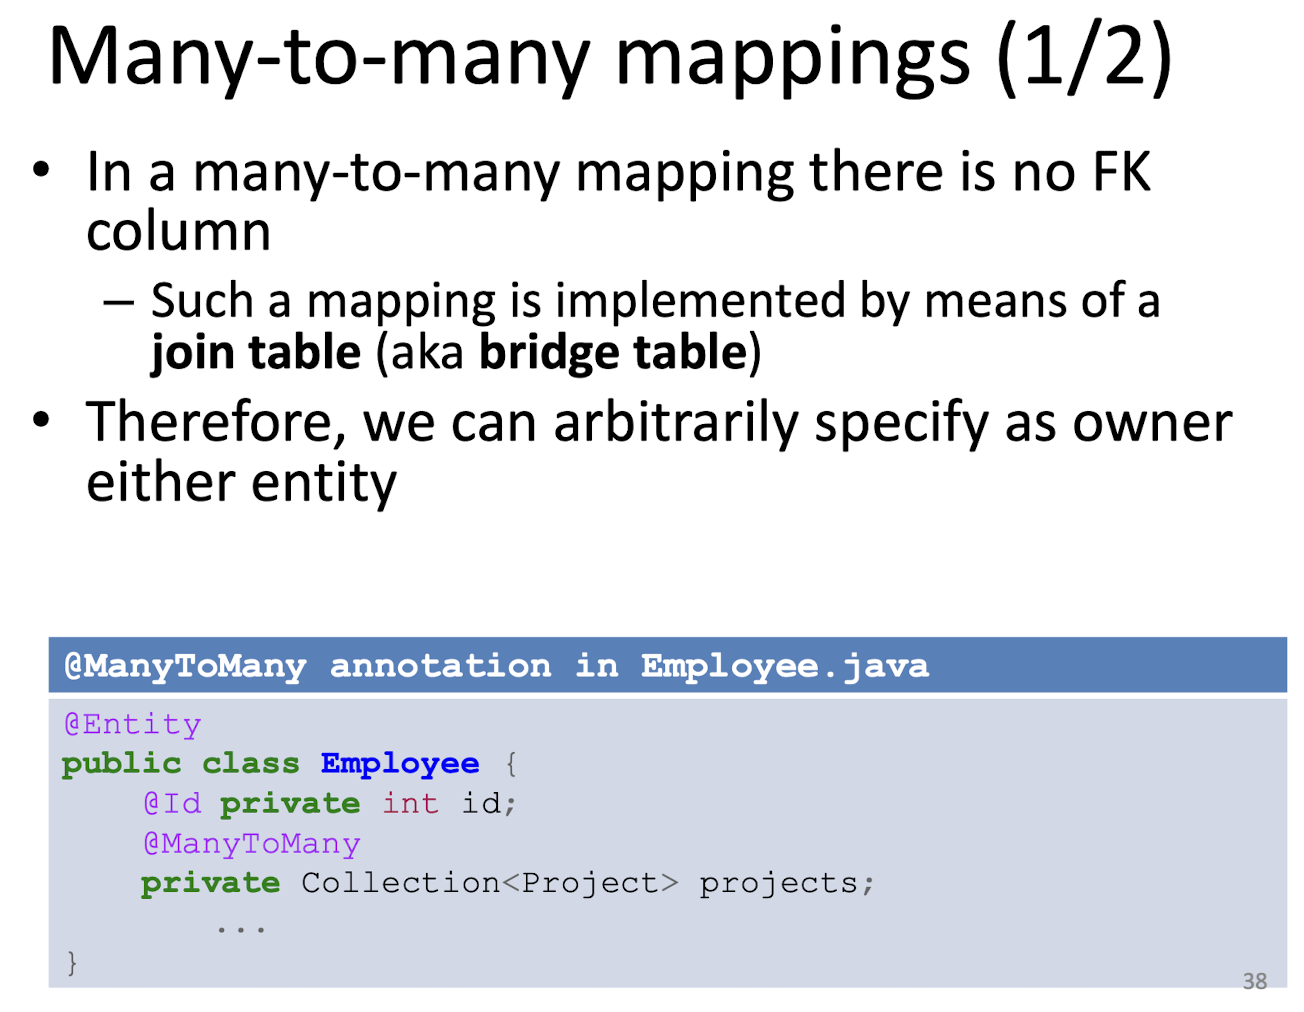 Many-to-many mappings (1/2)
• In a many-to-many mapping there is no FK
column
– Such a mapping is implemented by means of a
join table (aka bridge table)
• Therefore, we can arbitrarily specify as owner
either entity
@ManyToMany annotation in Employee.java
@Entity
public class Employee {
    @Id private int id;
    @ManyToMany
    private Collection<Project> projects;
        ...
}
38